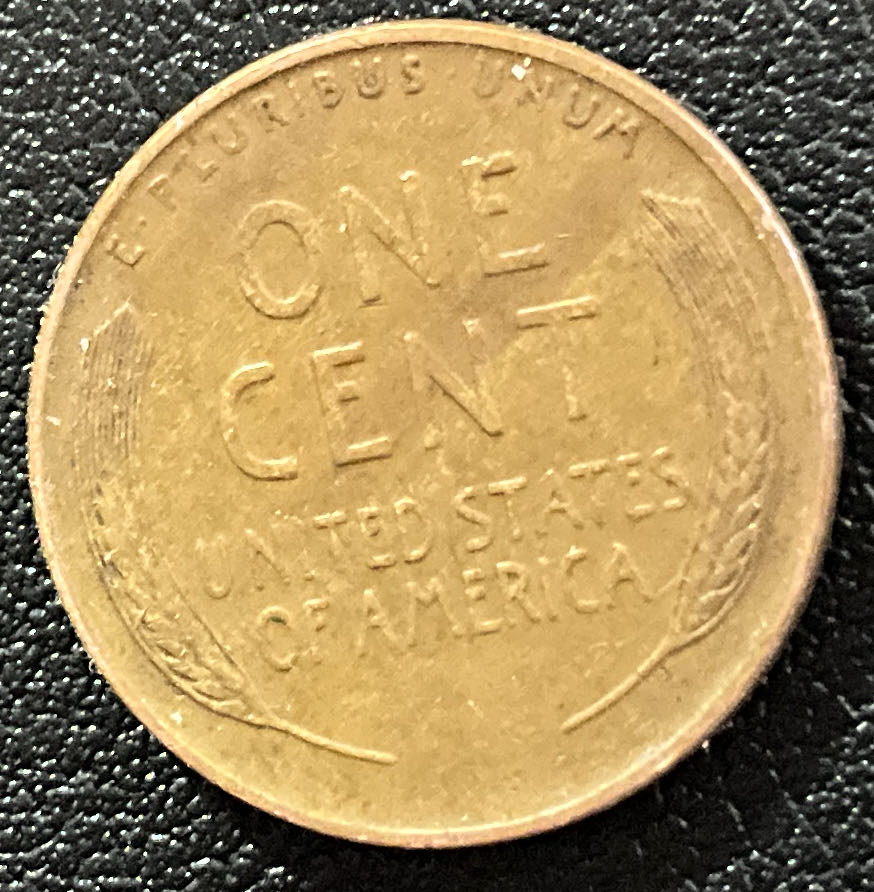 E·PLURIBUS·UNUM
ONE
CENT
UNITED STATES
OF AMERICA